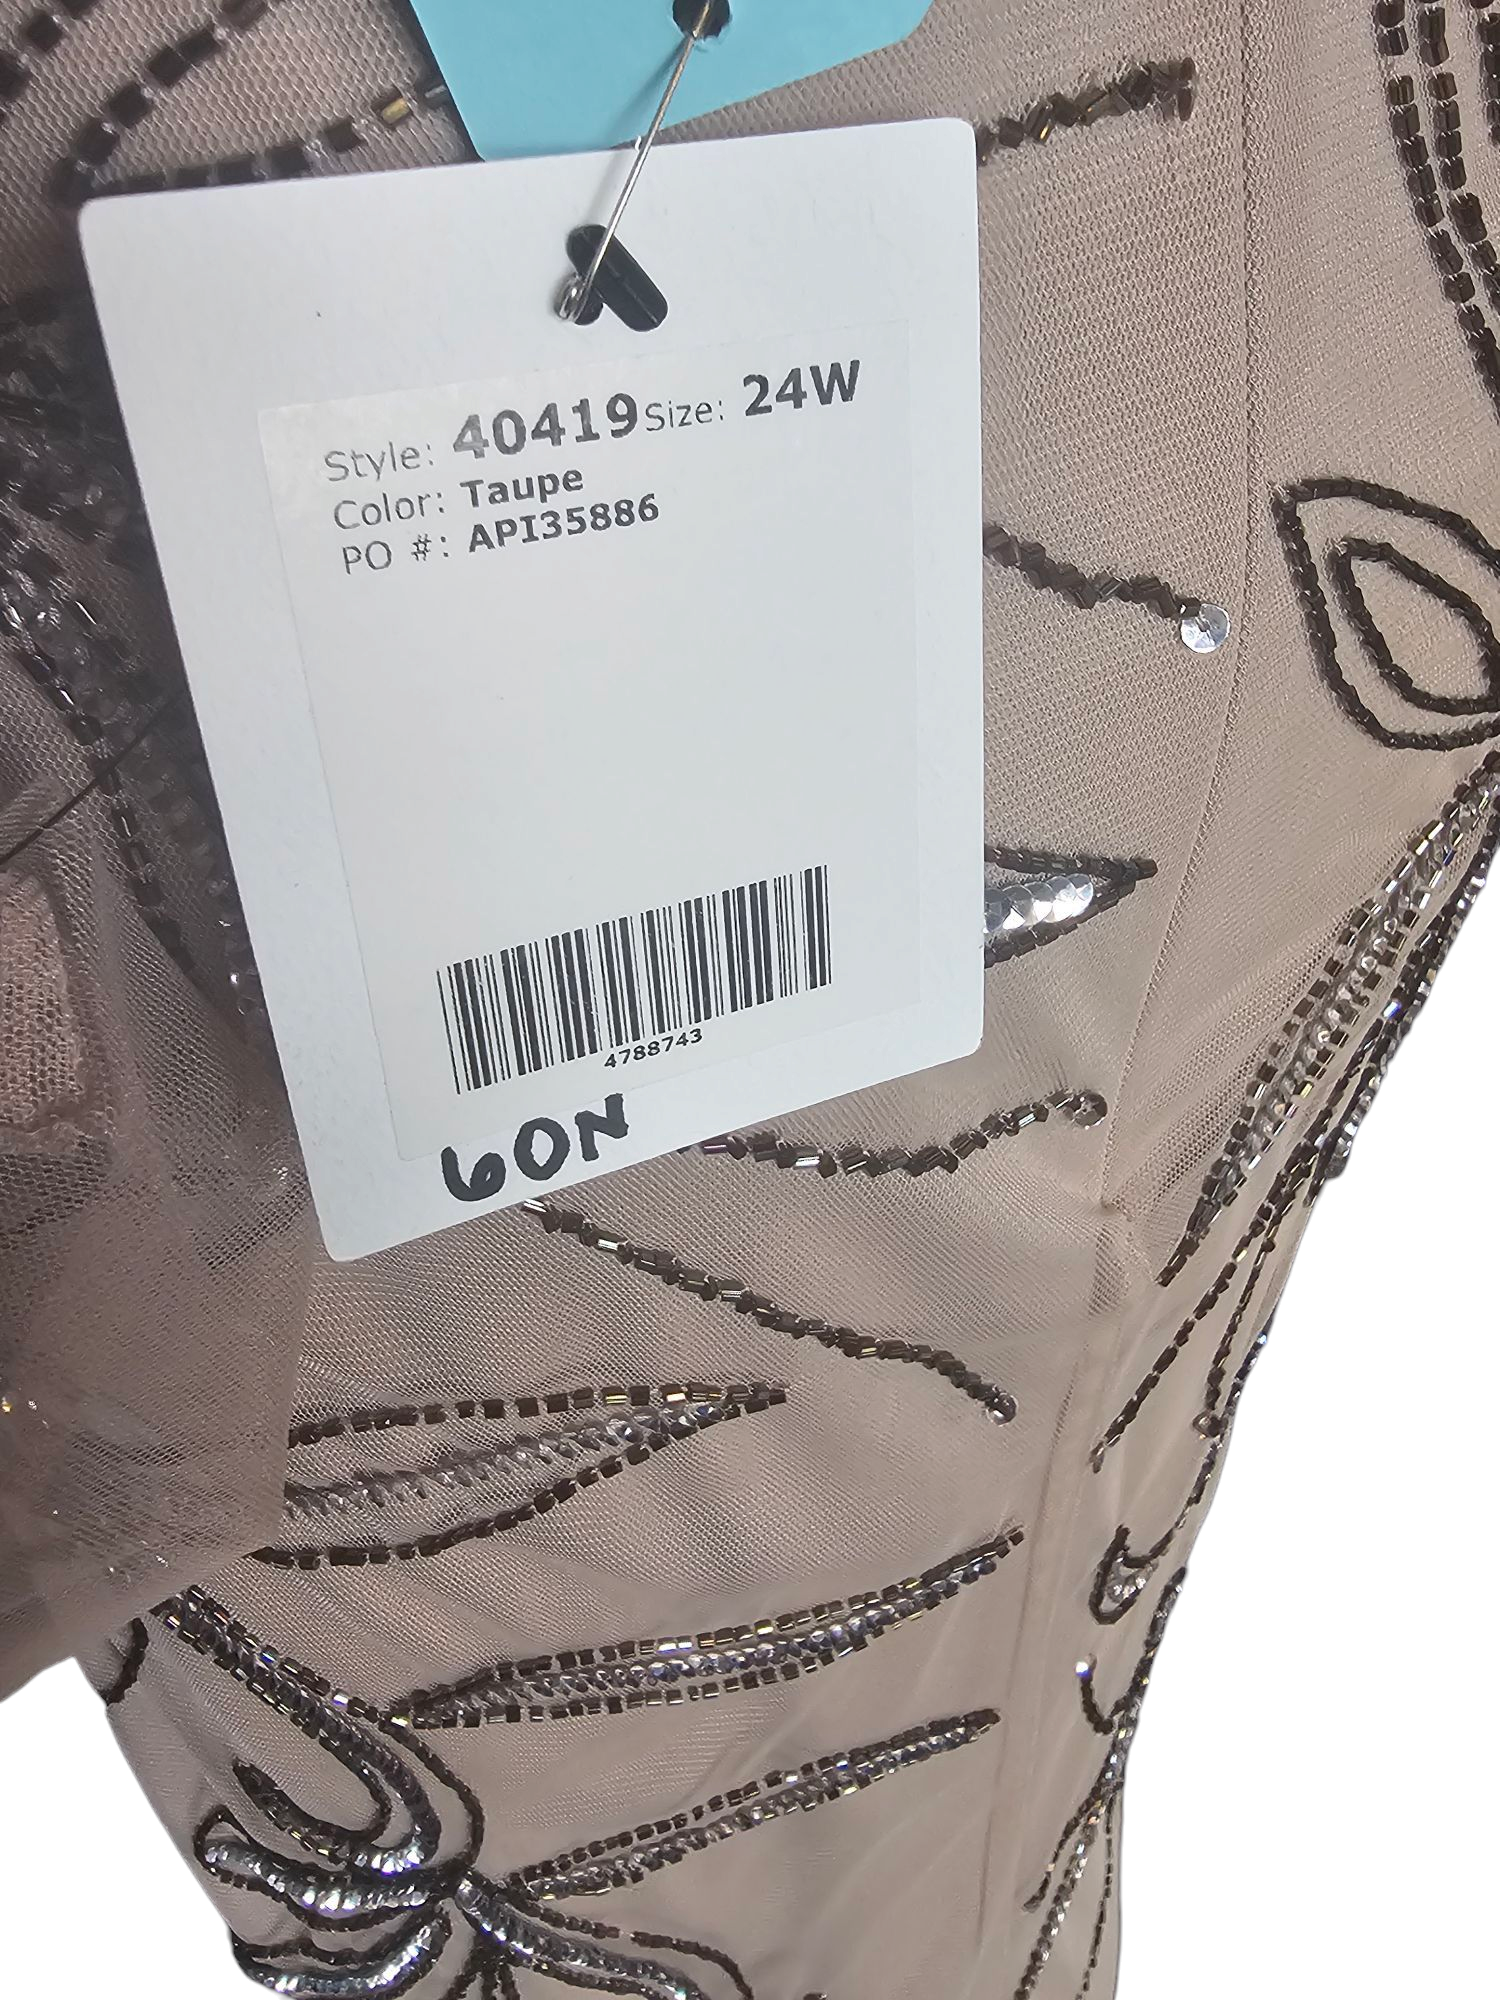 Style: 40419 Size: 24W
Color: Taupe
PO #: API35886
4788743
60N